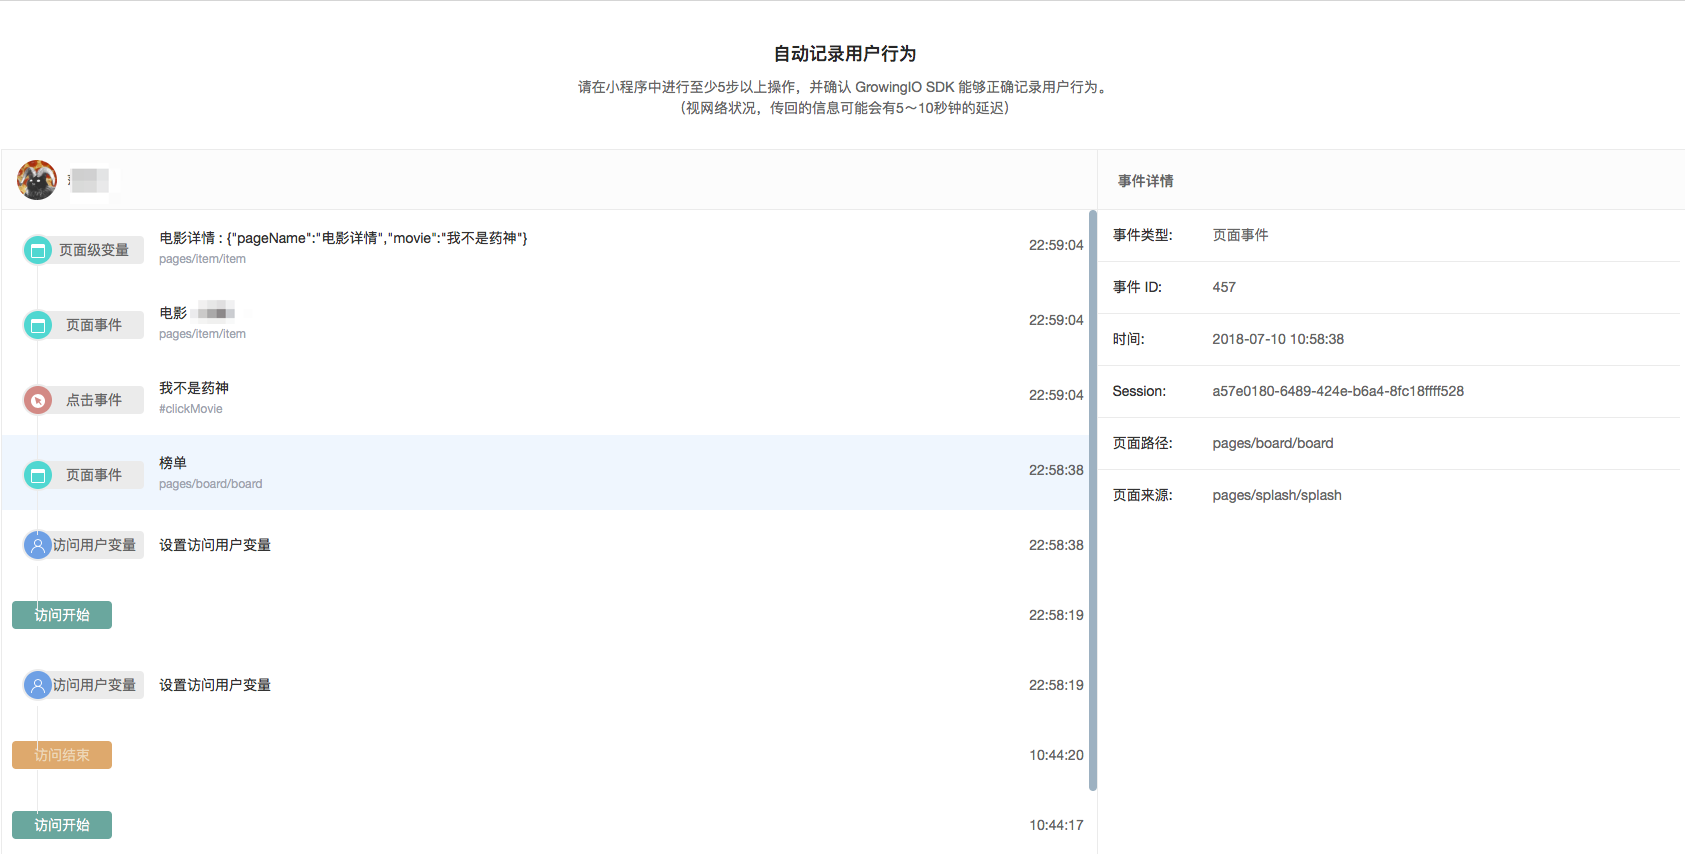 自动记录用户行为
请在小程序中进行至少5步以上操作，并确认 GrowingIO SDK 能够正确记录用户行为。
（视网络状况，传回的信息可能会有5～10秒钟的延迟）
事件详情
页面级变量
电影详情 : {"pageName":"电影详情","movie":"我不是药神"}
pages/item/item
22:59:04
页面事件
电影
pages/item/item
22:59:04
点击事件
我不是药神
#clickMovie
22:59:04
页面事件
榜单
pages/board/board
22:58:38
访问用户变量
设置访问用户变量
22:58:38
访问开始
22:58:19
访问用户变量
设置访问用户变量
22:58:19
访问结束
10:44:20
访问开始
10:44:17
事件类型: 页面事件
事件 ID: 457
时间: 2018-07-10 10:58:38
Session: a57e0180-6489-424e-b6a4-8fc18ffff528
页面路径: pages/board/board
页面来源: pages/splash/splash